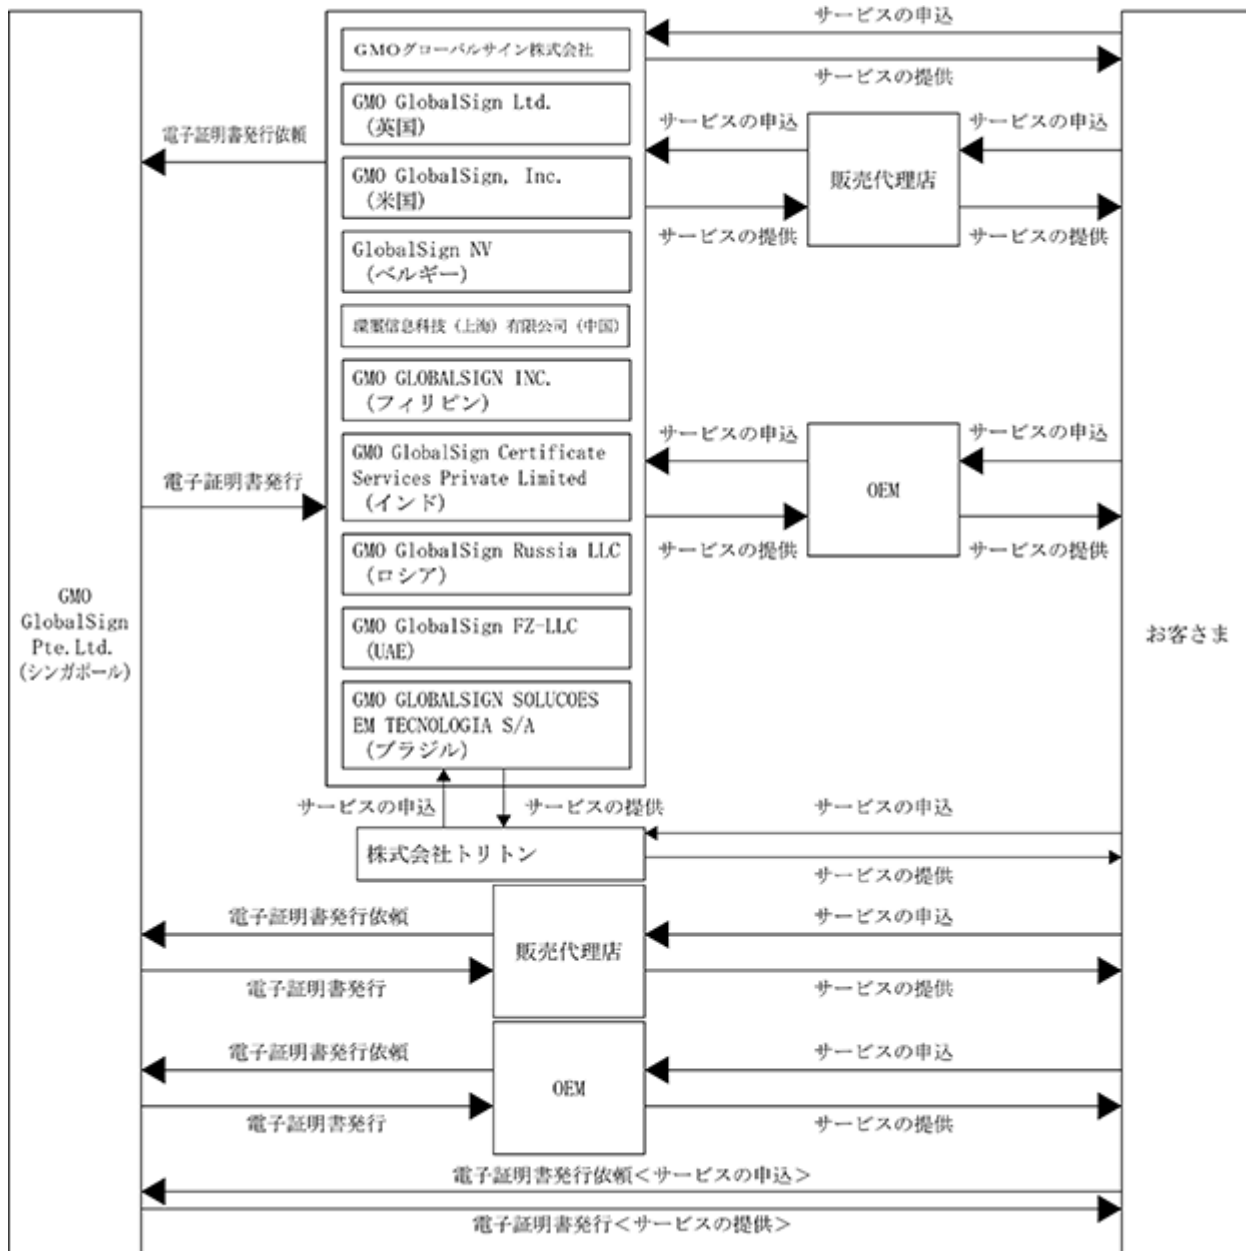 サービスの申込
GMOグローバルサイン株式会社
サービスの提供
GMO GlobalSign Ltd.
(英国)
電子証明書発行依頼
サービスの申込
サービスの申込
GMO GlobalSign, Inc.
(米国)
販売代理店
サービスの提供
サービスの提供
GlobalSign NV
(ベルギー)
環璽信息科技(上海)有限公司(中国)
GMO GLOBALSIGN INC.
(フィリピン)
サービスの申込
サービスの申込
GMO GlobalSign Certificate
Services Private Limited
(インド)
電子証明書発行
OEM
サービスの提供
サービスの提供
GMO GlobalSign Russia LLC
(ロシア)
GMO
GlobalSign
Pte.Ltd.
(シンガポール)
GMO GlobalSign FZ-LLC
(UAE)
お客さま
GMO GLOBALSIGN SOLUCOES
EM TECNOLOGIA S/A
(ブラジル)
サービスの申込
サービスの提供
サービスの申込
株式会社トリトン
サービスの提供
電子証明書発行依頼
サービスの申込
販売代理店
電子証明書発行
サービスの提供
電子証明書発行依頼
サービスの申込
OEM
電子証明書発行
サービスの提供
電子証明書発行依頼<サービスの申込>
電子証明書発行<サービスの提供>